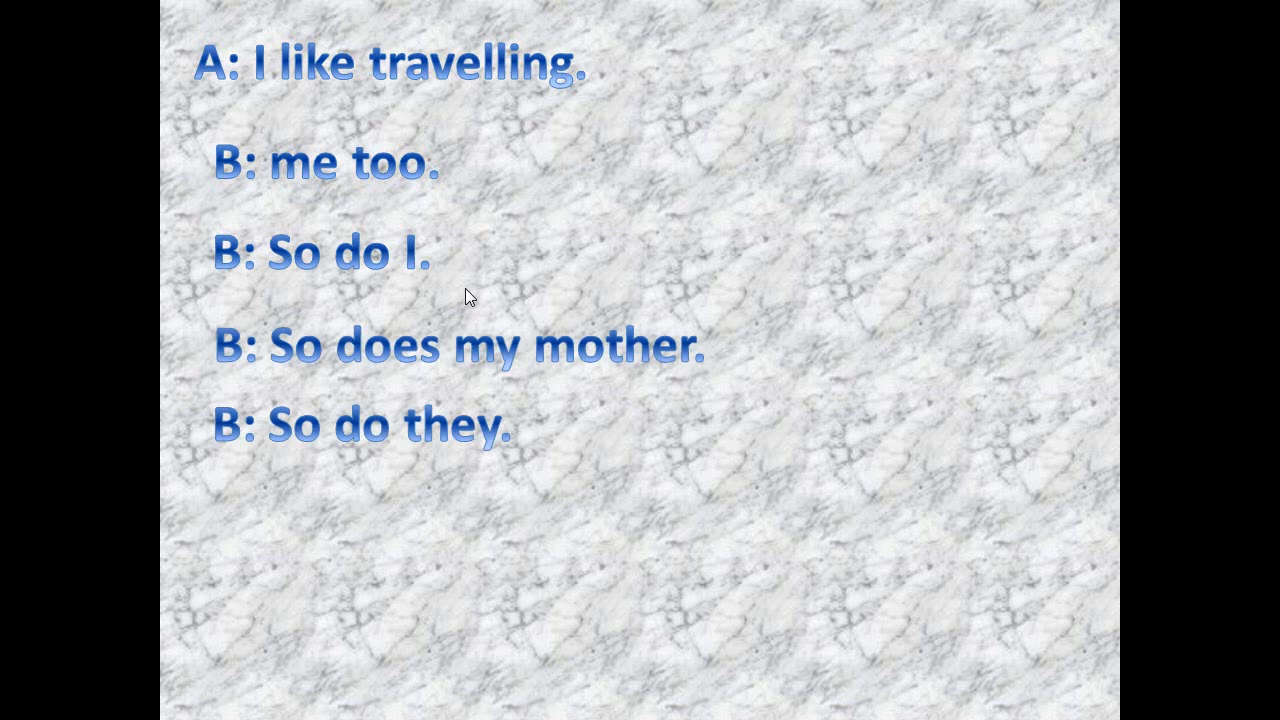 A: I like travelling.
B: me too.
B: So do I.
B: So does my mother.
B: So do they.